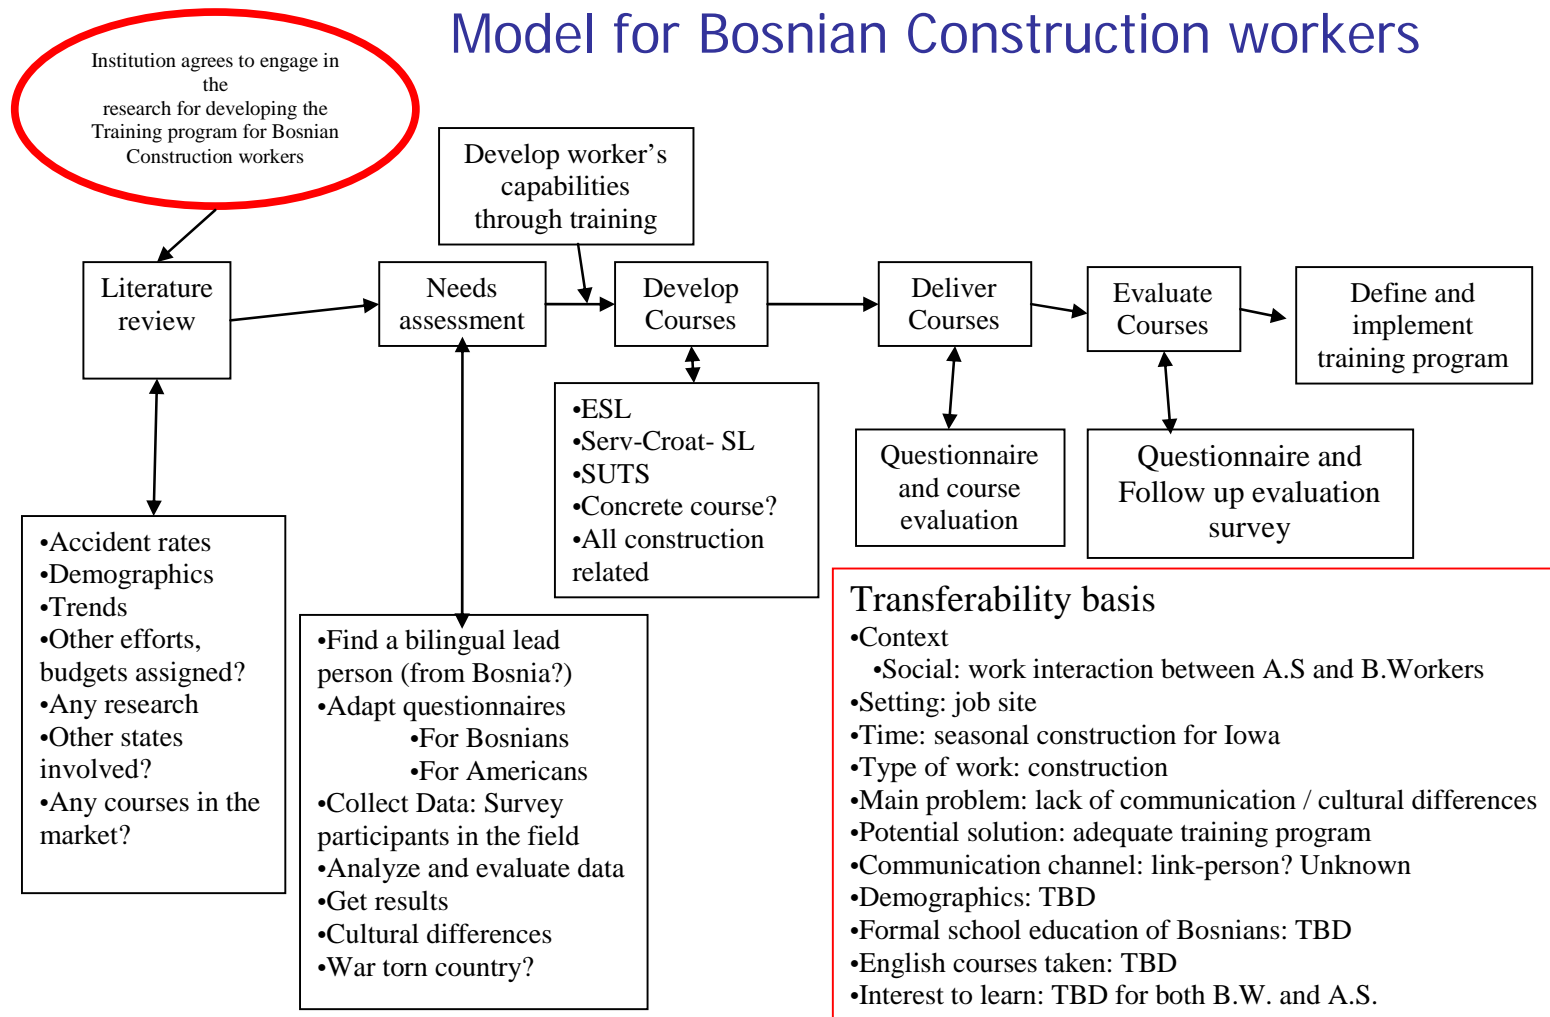 Model for Bosnian Construction workers
Institution agrees to engage in
the
research for developing the
Training program for Bosnian
Construction workers
Develop worker's
capabilities
through training
Literature
review
Needs
assessment
Develop
Courses
Deliver
Courses
Evaluate
Courses
Define and
implement
training program
•Accident rates
•Demographics
•Trends
•Other efforts,
budgets assigned?
•Any research
•Other states
involved?
•Any courses in the
market?
•Find a bilingual lead
person (from Bosnia?)
•Adapt questionnaires
•For Bosnians
•For Americans
•Collect Data: Survey
participants in the field
•Analyze and evaluate data
•Get results
•Cultural differences
•War torn country?
•ESL
•Serv-Croat- SL
•SUTS
•Concrete course?
•All construction
related
Questionnaire
and course
evaluation
Questionnaire and
Follow up evaluation
survey
Transferability basis
•Context
•Social: work interaction between A.S and B.Workers
•Setting: job site
•Time: seasonal construction for Iowa
•Type of work: construction
•Main problem: lack of communication / cultural differences
•Potential solution: adequate training program
•Communication channel: link-person? Unknown
•Demographics: TBD
•Formal school education of Bosnians: TBD
•English courses taken: TBD
•Interest to learn: TBD for both B.W. and A.S.